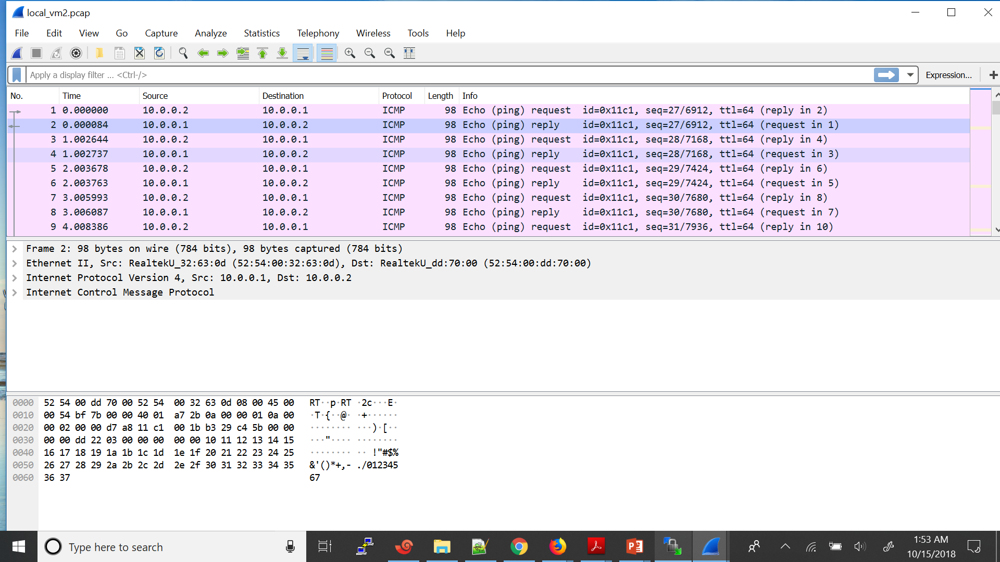 local_vm2.pcap
File Edit View Go Capture Analyze Statistics Telephony Wireless Tools Help
Apply a display filter ... <Ctrl-/> Expression... +
No. Time Source Destination Protocol Length Info
1 0.000000 10.0.0.2 10.0.0.1 ICMP 98 Echo (ping) request id=0x11c1, seq=27/6912, ttl=64 (reply in 2)
2 0.000084 10.0.0.1 10.0.0.2 ICMP 98 Echo (ping) reply id=0x11c1, seq=27/6912, ttl=64 (request in 1)
3 1.002644 10.0.0.2 10.0.0.1 ICMP 98 Echo (ping) request id=0x11c1, seq=28/7168, ttl=64 (reply in 4)
4 1.002737 10.0.0.1 10.0.0.2 ICMP 98 Echo (ping) reply id=0x11c1, seq=28/7168, ttl=64 (request in 3)
5 2.003678 10.0.0.2 10.0.0.1 ICMP 98 Echo (ping) request id=0x11c1, seq=29/7424, ttl=64 (reply in 6)
6 2.003763 10.0.0.1 10.0.0.2 ICMP 98 Echo (ping) reply id=0x11c1, seq=29/7424, ttl=64 (request in 5)
7 3.005993 10.0.0.2 10.0.0.1 ICMP 98 Echo (ping) request id=0x11c1, seq=30/7680, ttl=64 (reply in 8)
8 3.006087 10.0.0.1 10.0.0.2 ICMP 98 Echo (ping) reply id=0x11c1, seq=30/7680, ttl=64 (request in 7)
9 4.008386 10.0.0.2 10.0.0.1 ICMP 98 Echo (ping) request id=0x11c1, seq=31/7936, ttl=64 (reply in 10)
Frame 2: 98 bytes on wire (784 bits), 98 bytes captured (784 bits)
Ethernet II, Src: RealtekU_32:63:0d (52:54:00:32:63:0d), Dst: RealtekU_dd:70:00 (52:54:00:dd:70:00)
Internet Protocol Version 4, Src: 10.0.0.1, Dst: 10.0.0.2
Internet Control Message Protocol
0000 52 54 00 dd 70 00 52 54 00 32 63 0d 08 00 45 00 RT··p·RT ·2c···E·
0010 00 54 bf 7b 00 00 40 01 a7 2b 0a 00 00 01 0a 00 ·T·{··@· ·+······
0020 00 02 00 00 d7 a8 11 c1 00 1b b3 29 c4 5b 00 00 ········ ···)·[··
0030 00 00 dd 22 03 00 00 00 00 00 10 11 12 13 14 15 ···"···· ········
0040 16 17 18 19 1a 1b 1c 1d 1e 1f 20 21 22 23 24 25 ········ ·· !"#$%
0050 26 27 28 29 2a 2b 2c 2d 2e 2f 30 31 32 33 34 35 &'()*+,- ./012345
0060 36 37 67
Type here to search
1:53 AM
10/15/2018